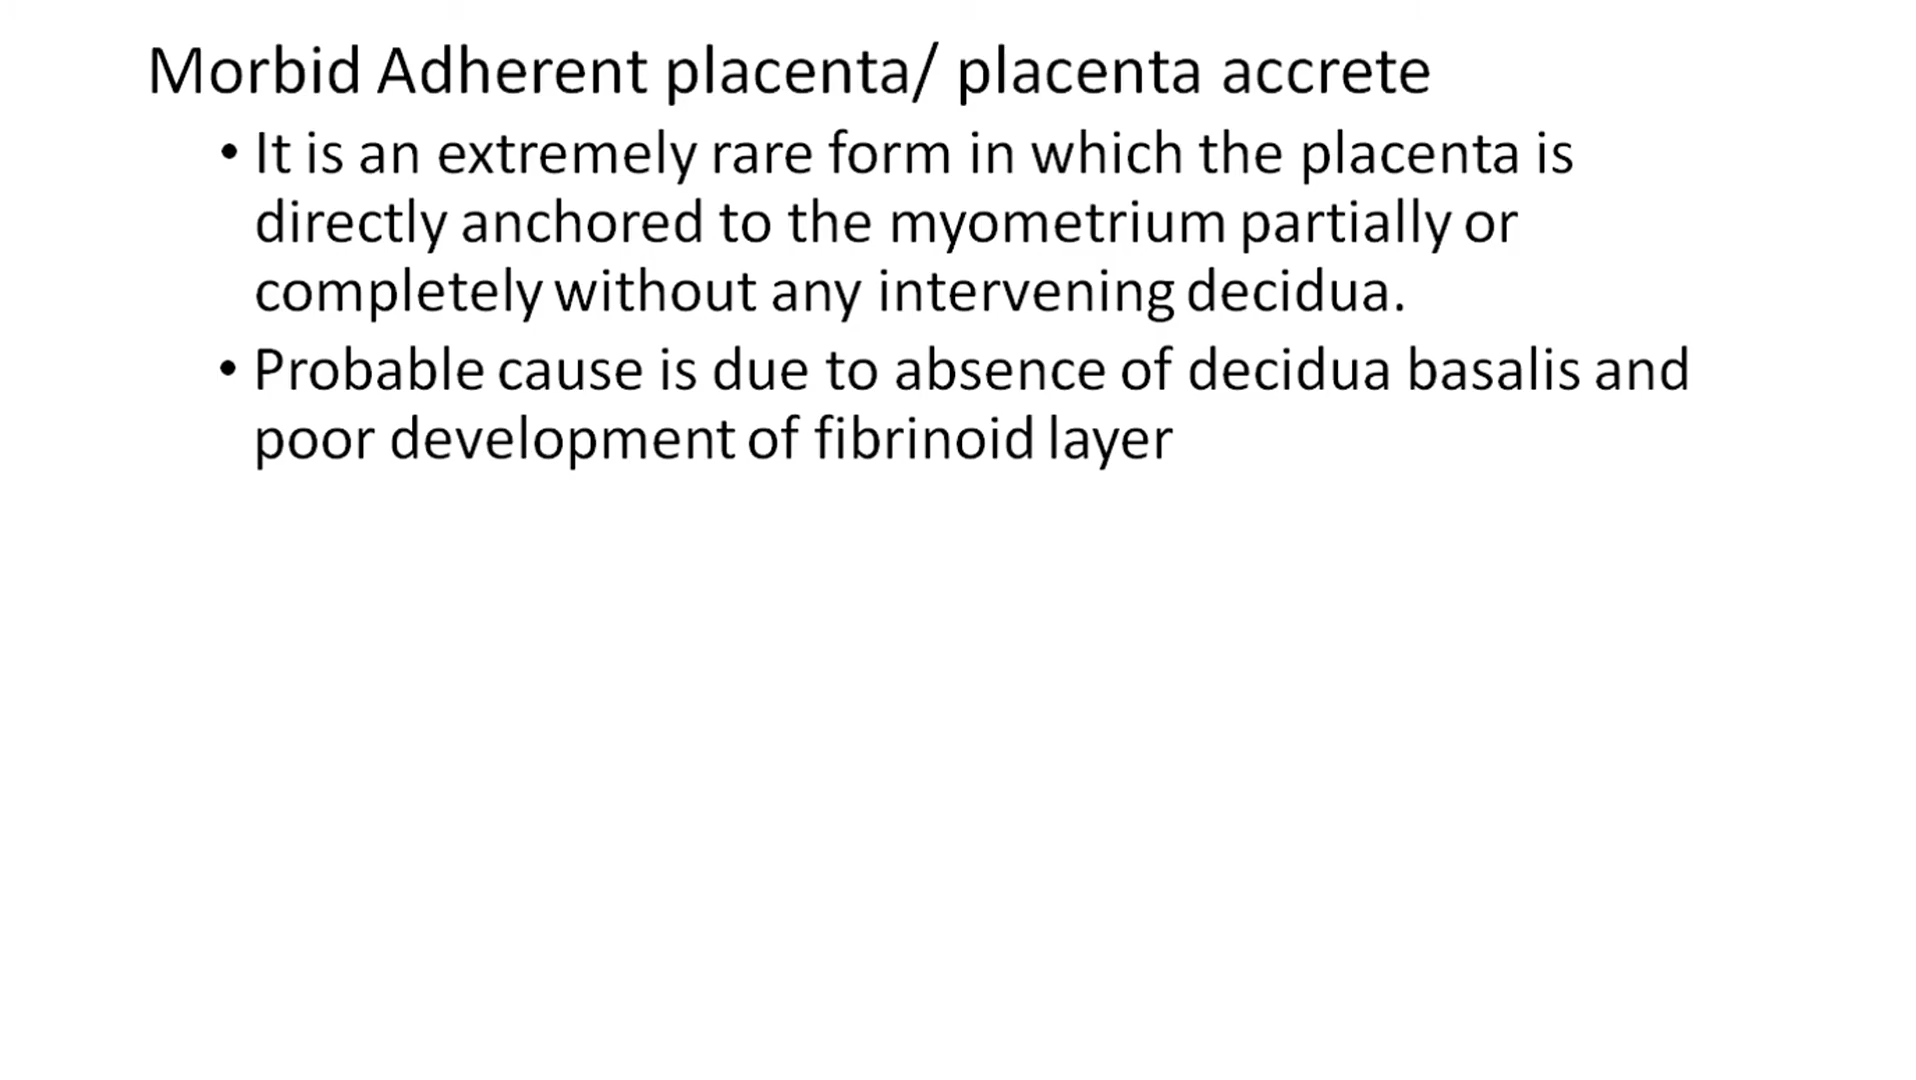 Morbid Adherent placenta/ placenta accrete
• It is an extremely rare form in which the placenta is
directly anchored to the myometrium partially or
completely without any intervening decidua.
• Probable cause is due to absence of decidua basalis and
poor development of fibrinoid layer